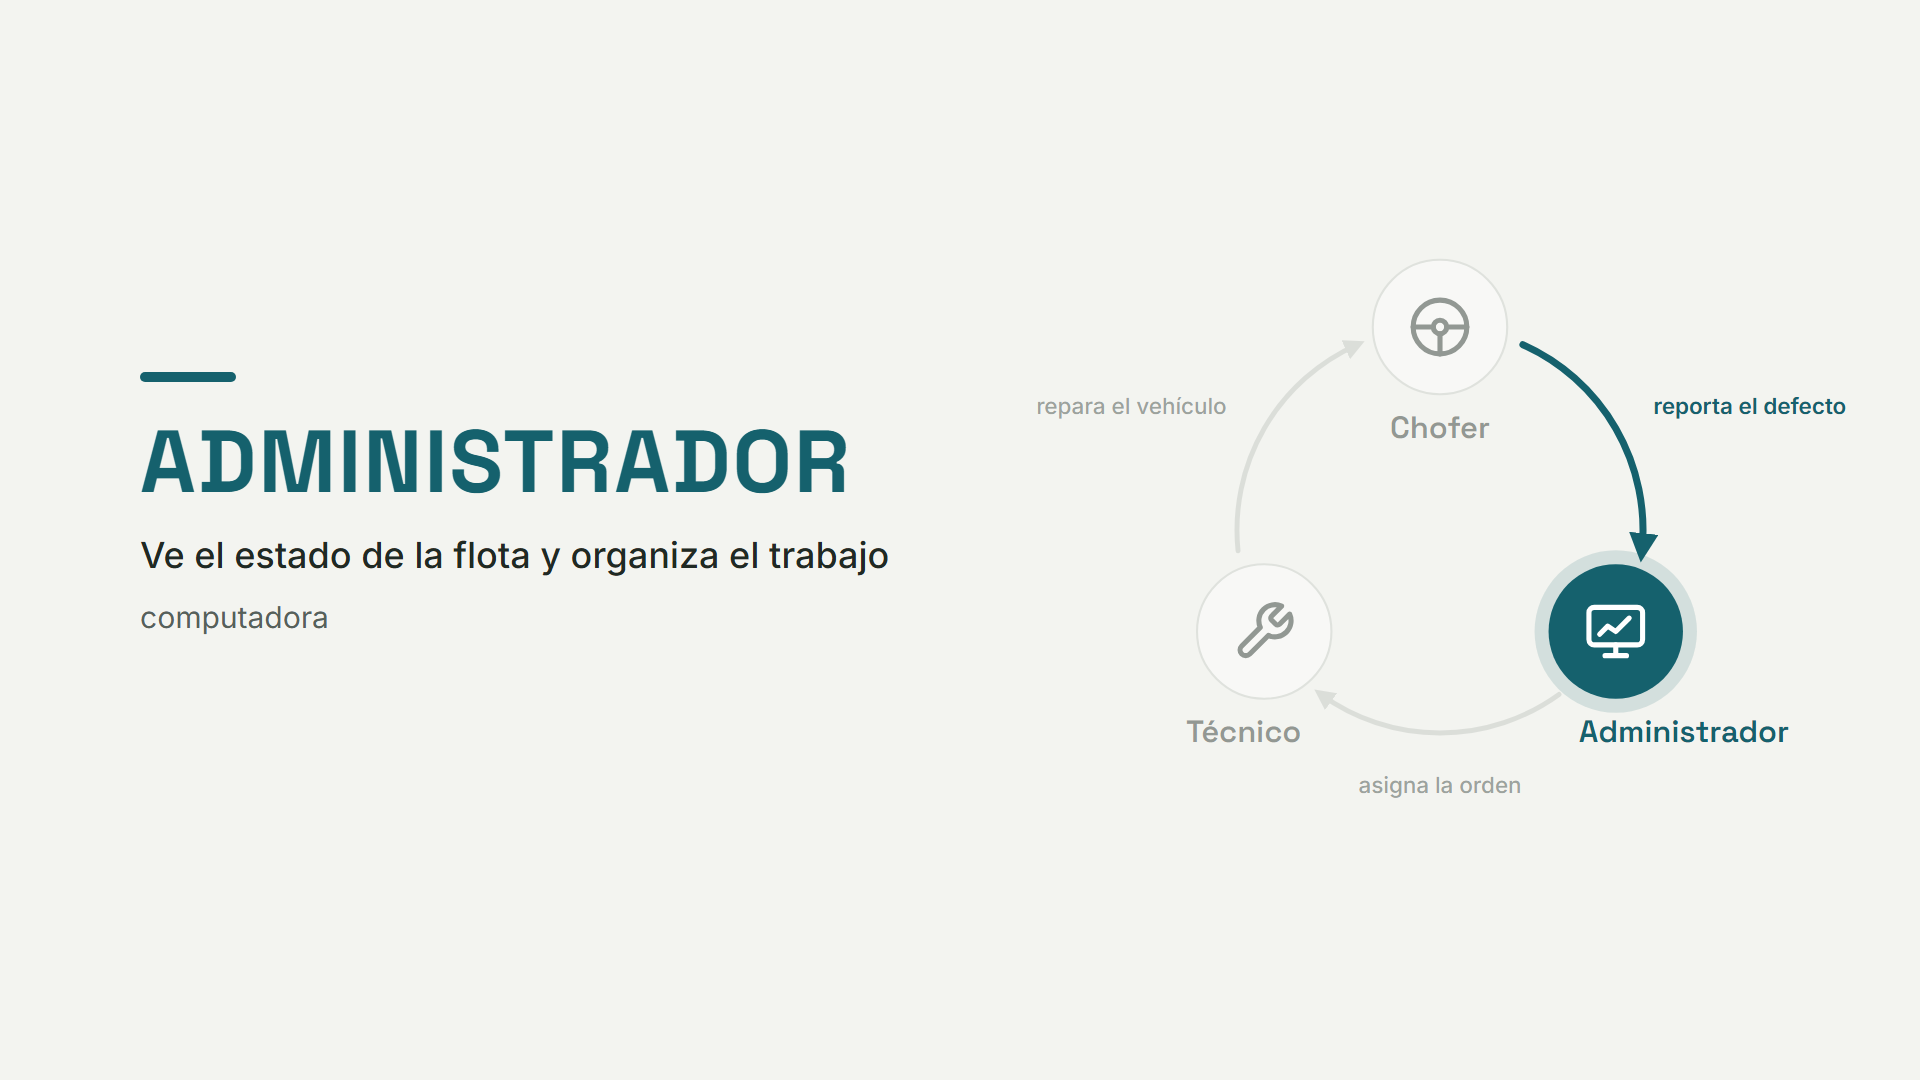 ADMINISTRADOR
Ve el estado de la flota y organiza el trabajo
computadora
repara el vehículo
Chofer
reporta el defecto
Técnico
Administrador
asigna la orden